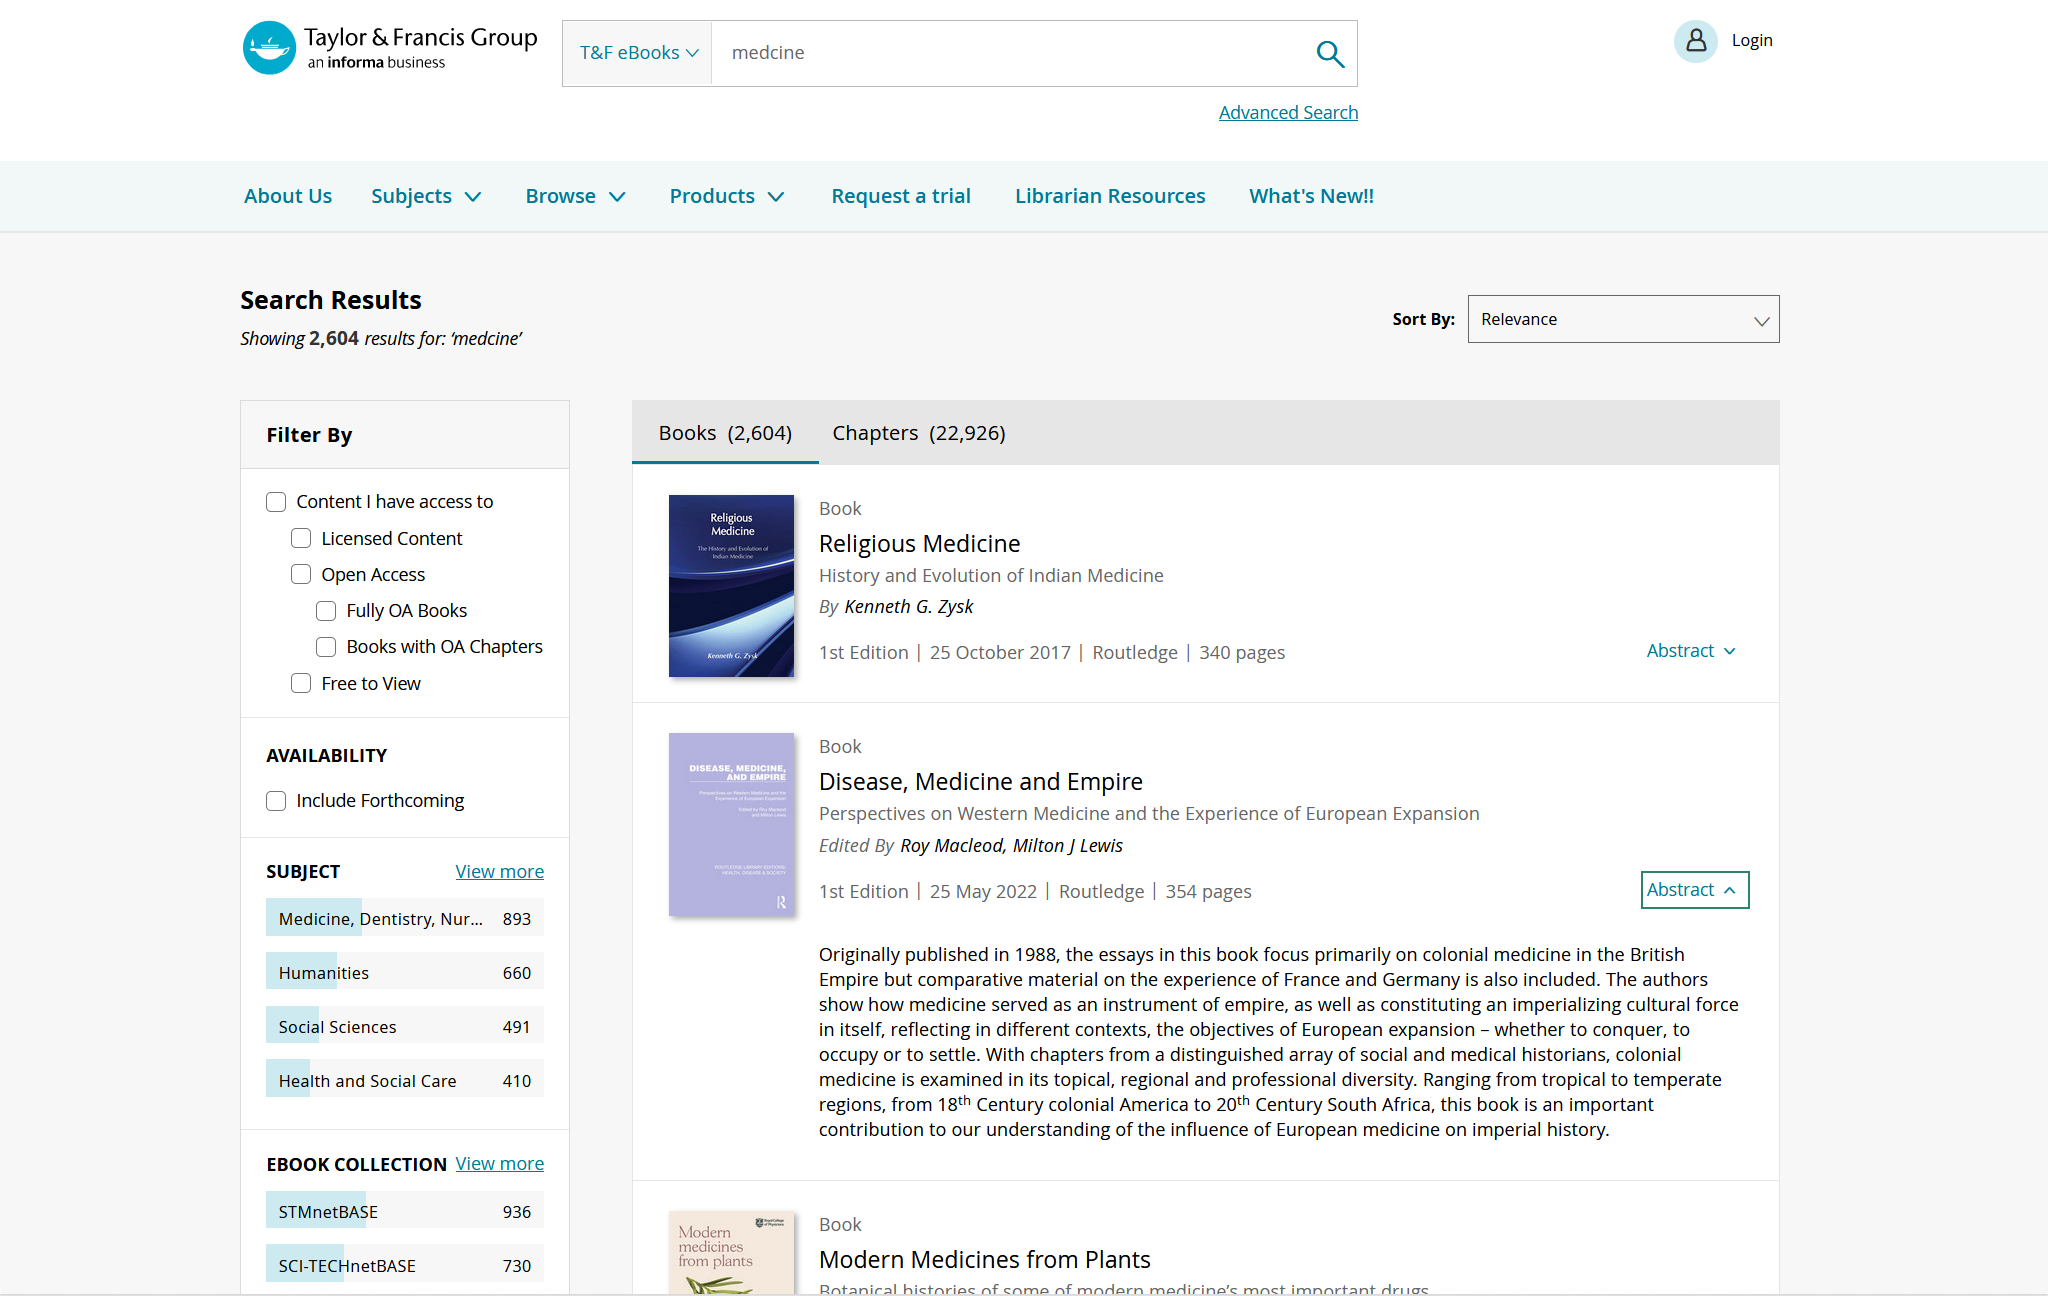 Taylor & Francis Group
an informa business
T&F eBooks
medcine
Advanced Search
Login
About Us
Subjects
Browse
Products
Request a trial
Librarian Resources
What's New!!
Search Results
Showing 2,604 results for: ‘medcine’
Sort By:
Relevance
Filter By
Content I have access to
Licensed Content
Open Access
Fully OA Books
Books with OA Chapters
Free to View
AVAILABILITY
Include Forthcoming
SUBJECT
View more
Medicine, Dentistry, Nur... 893
Humanities 660
Social Sciences 491
Health and Social Care 410
EBOOK COLLECTION View more
STMnetBASE 936
SCI-TECHnetBASE 730
Books (2,604)
Chapters (22,926)
Religious
Medicine
The History and Evolution of
Indian Medicine
Kenneth G. Zysk
Book
Religious Medicine
History and Evolution of Indian Medicine
By Kenneth G. Zysk
1st Edition | 25 October 2017 | Routledge | 340 pages
Abstract
DISEASE, MEDICINE,
AND EMPIRE
Perspectives on Western Medicine and the
Experience of European Expansion
Edited by Roy Macleod
and Milton Lewis
ROUTLEDGE LIBRARY EDITIONS:
HEALTH, DISEASE & SOCIETY
R
Book
Disease, Medicine and Empire
Perspectives on Western Medicine and the Experience of European Expansion
Edited By Roy Macleod, Milton J Lewis
1st Edition | 25 May 2022 | Routledge | 354 pages
Abstract
Originally published in 1988, the essays in this book focus primarily on colonial medicine in the British
Empire but comparative material on the experience of France and Germany is also included. The authors
show how medicine served as an instrument of empire, as well as constituting an imperializing cultural force
in itself, reflecting in different contexts, the objectives of European expansion – whether to conquer, to
occupy or to settle. With chapters from a distinguished array of social and medical historians, colonial
medicine is examined in its topical, regional and professional diversity. Ranging from tropical to temperate
regions, from 18th Century colonial America to 20th Century South Africa, this book is an important
contribution to our understanding of the influence of European medicine on imperial history.
Royal College
of Physicians
Modern
medicines
from plants
Book
Modern Medicines from Plants
Botanical histories of some of modern medicine’s most important drugs